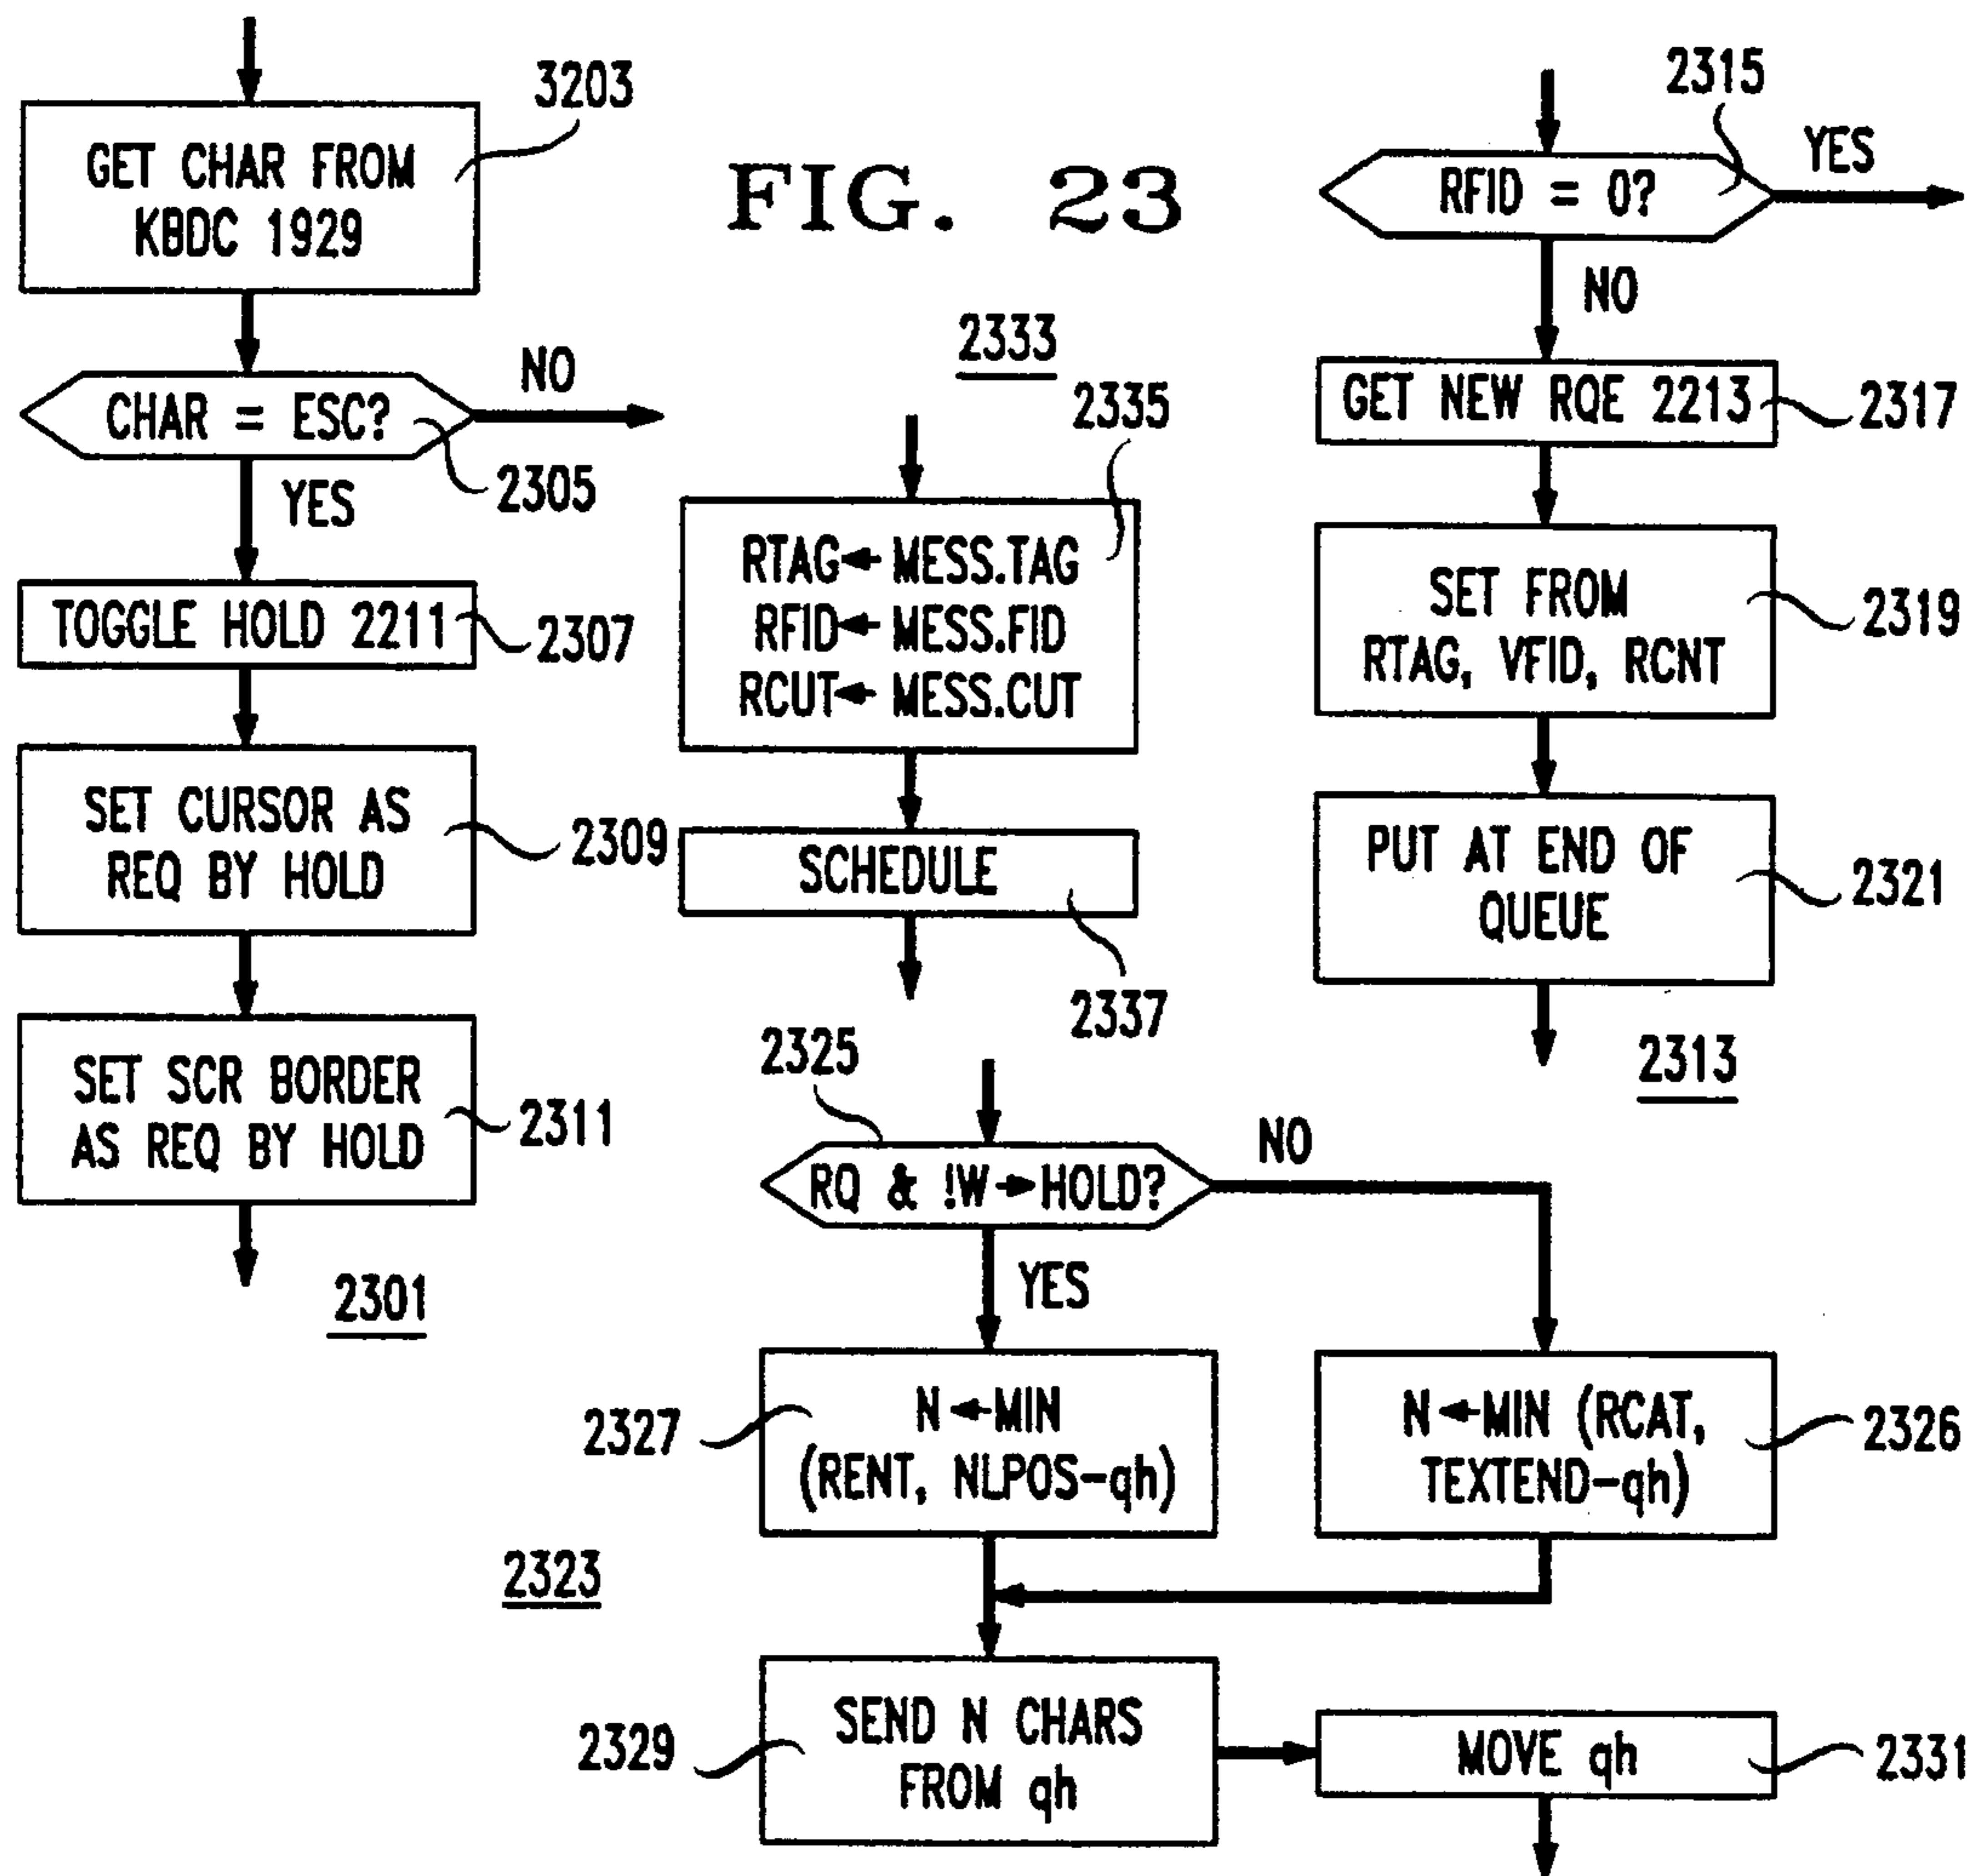 FIG. 23
3203
GET CHAR FROM
KBDC 1929
CHAR = ESC?
NO
2305
YES
TOGGLE HOLD 2211
2307
SET CURSOR AS
REQ BY HOLD
2309
SET SCR BORDER
AS REQ BY HOLD
2311
2301
2333
2335
RTAG← MESS.TAG
RFID← MESS.FID
RCUT← MESS.CUT
SCHEDULE
2337
2315
RFID = 0?
YES
NO
GET NEW RQE 2213
2317
SET FROM
RTAG, VFID, RCNT
2319
PUT AT END OF
QUEUE
2321
2313
2325
RQ & !W→HOLD?
NO
YES
2327
N←MIN
(RENT, NLPOS-qh)
N←MIN (RCAT,
TEXTEND-qh)
2326
2323
2329
SEND N CHARS
FROM qh
MOVE qh
2331